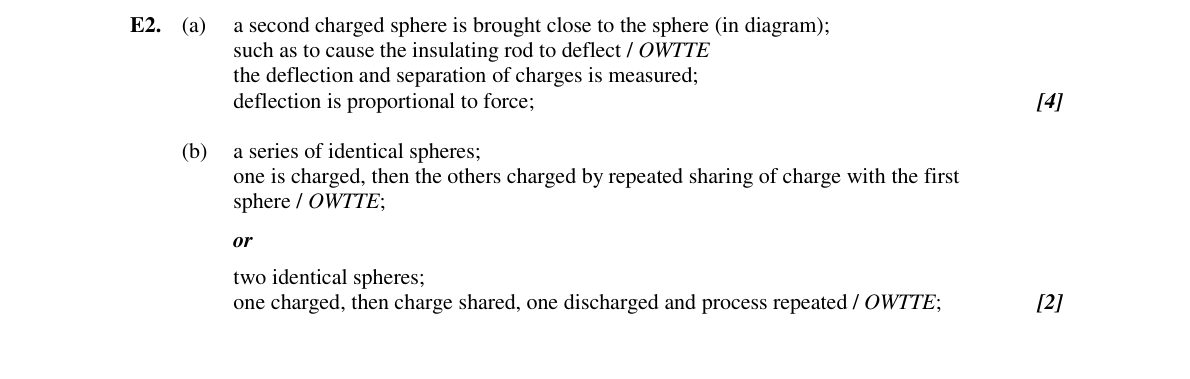 E2. (a) a second charged sphere is brought close to the sphere (in diagram);
such as to cause the insulating rod to deflect / OWTTE
the deflection and separation of charges is measured;
deflection is proportional to force; [4]
(b) a series of identical spheres;
one is charged, then the others charged by repeated sharing of charge with the first
sphere / OWTTE;
or
two identical spheres;
one charged, then charge shared, one discharged and process repeated / OWTTE; [2]